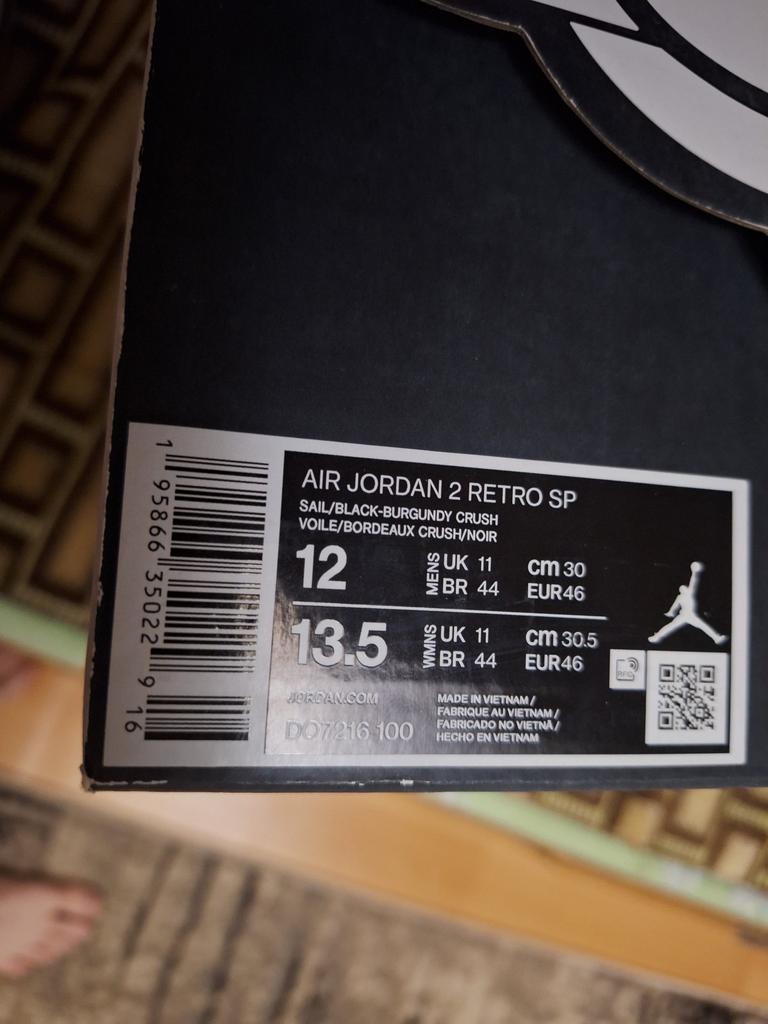 AIR JORDAN 2 RETRO SP
SAIL/BLACK-BURGUNDY CRUSH
VOILE/BORDEAUX CRUSH/NOIR
12 MENS UK 11 cm 30
BR 44 EUR46
13.5 WMNS UK 11 cm 30.5
BR 44 EUR46
RFID
JORDAN.COM
DO7216 100
MADE IN VIETNAM /
FABRIQUE AU VIETNAM /
FABRICADO NO VIETNÃ /
HECHO EN VIETNAM
1 95866 35022 9 16